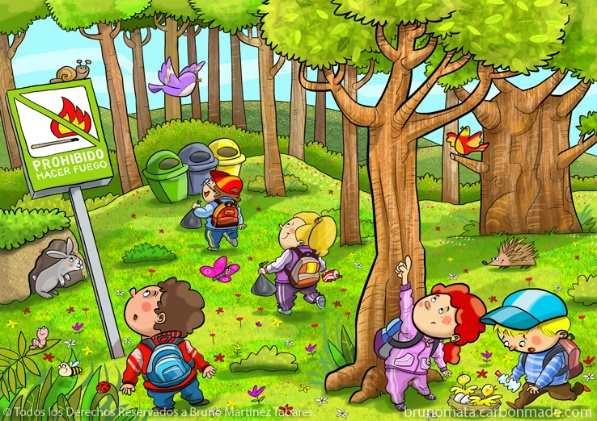 PROHIBIDO
HACER FUEGO
© Todos los Derechos Reservados a Bruno Martínez Tabares.
brunomata.carbonmade.com